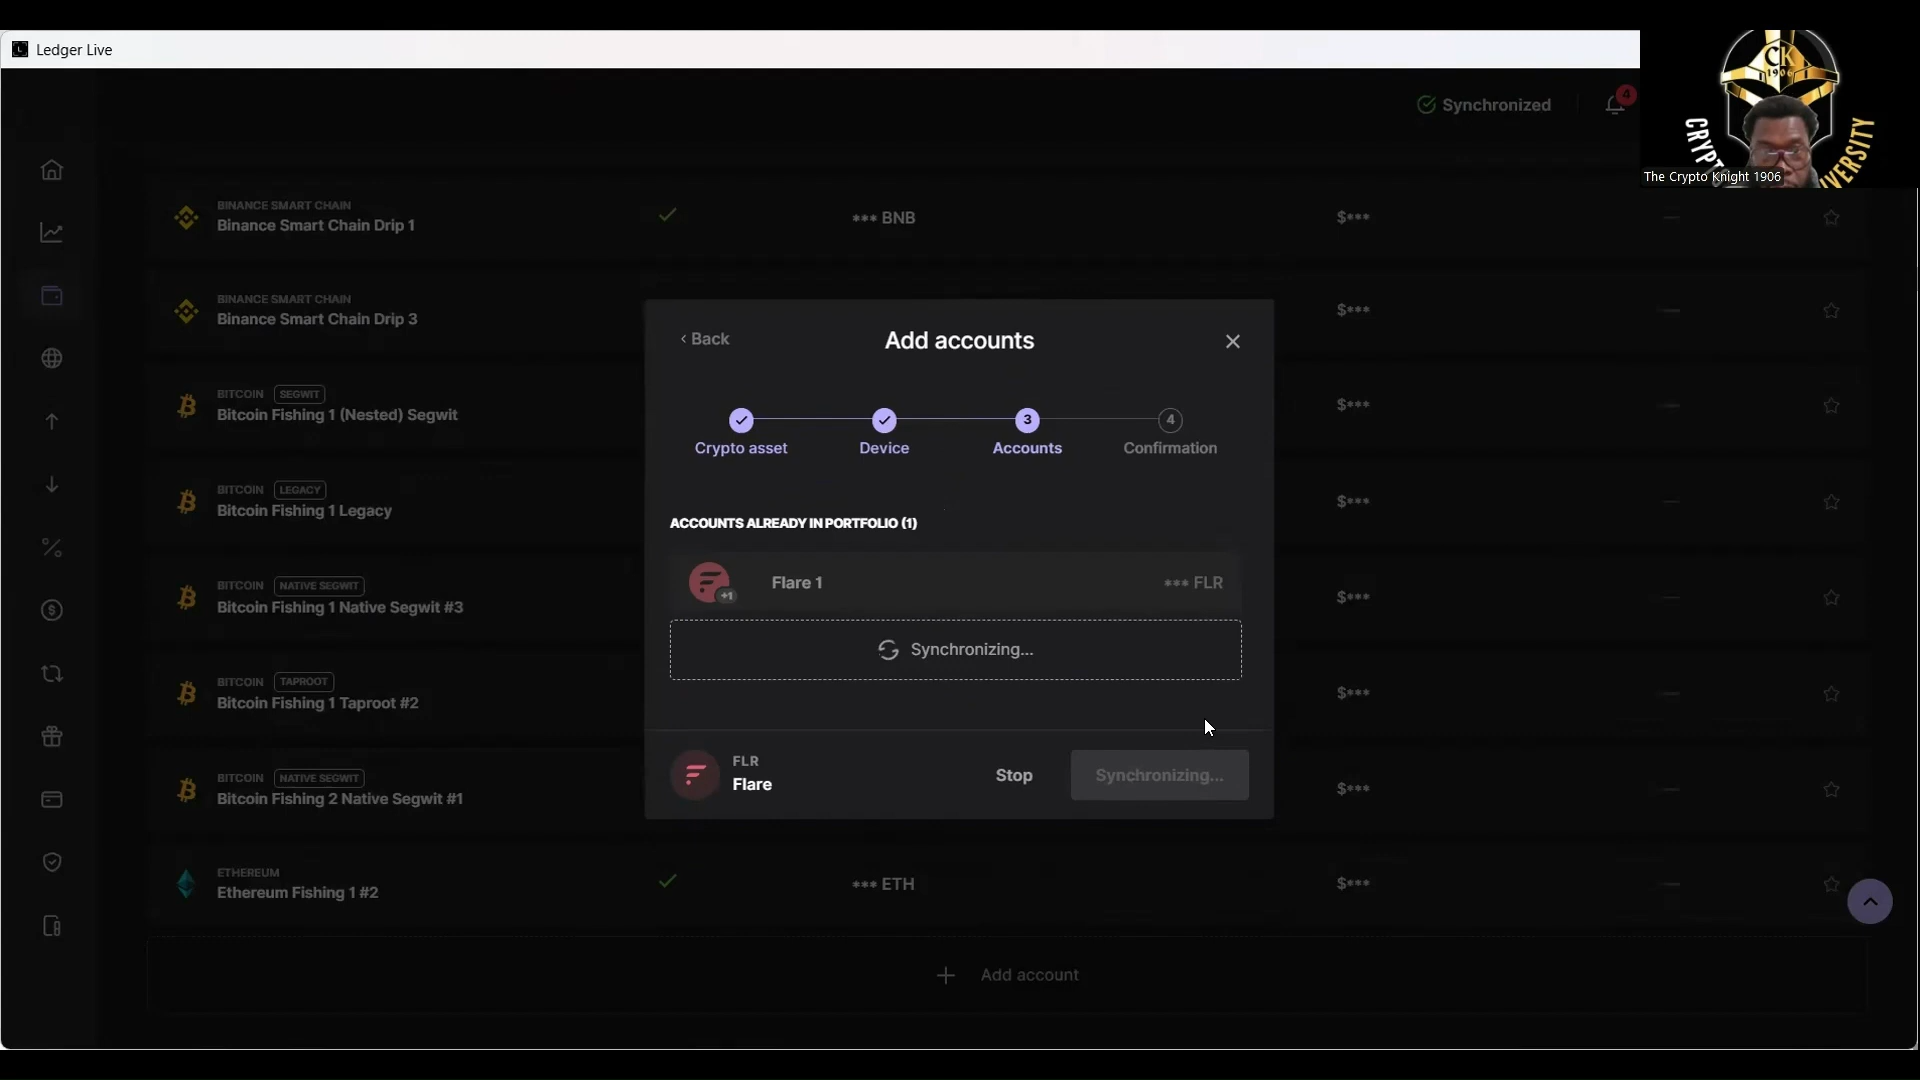 Ledger Live
Synchronized
4
CK
1906
The Crypto Knight 1906
BINANCE SMART CHAIN
Binance Smart Chain Drip 1
*** BNB
$***
BINANCE SMART CHAIN
Binance Smart Chain Drip 3
$***
BITCOIN SEGWIT
Bitcoin Fishing 1 (Nested) Segwit
$***
BITCOIN LEGACY
Bitcoin Fishing 1 Legacy
$***
BITCOIN NATIVE SEGWIT
Bitcoin Fishing 1 Native Segwit #3
$***
BITCOIN TAPROOT
Bitcoin Fishing 1 Taproot #2
$***
BITCOIN NATIVE SEGWIT
Bitcoin Fishing 2 Native Segwit #1
$***
ETHEREUM
Ethereum Fishing 1 #2
*** ETH
$***
Add account
Back
Add accounts
3
4
Crypto asset
Device
Accounts
Confirmation
ACCOUNTS ALREADY IN PORTFOLIO (1)
+1
Flare 1
*** FLR
Synchronizing...
FLR
Flare
Stop
Synchronizing...